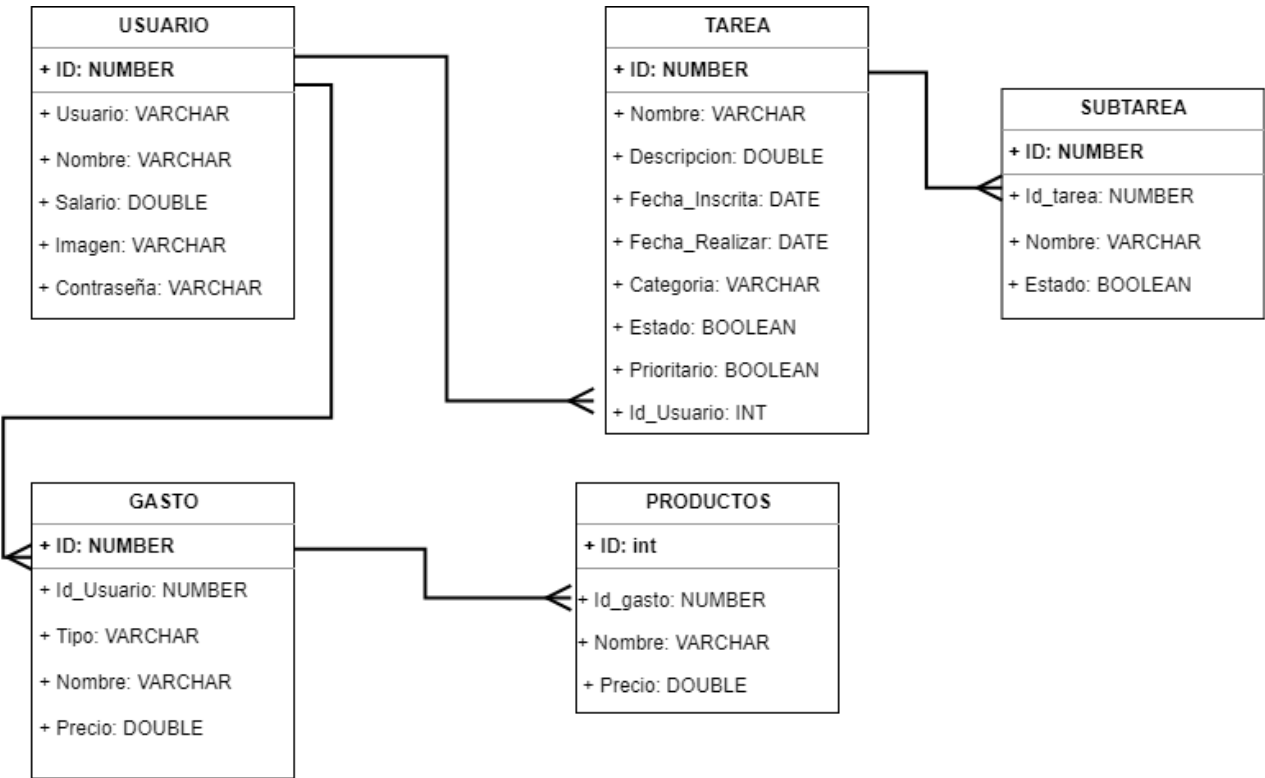 USUARIO
+ ID: NUMBER
+ Usuario: VARCHAR
+ Nombre: VARCHAR
+ Salario: DOUBLE
+ Imagen: VARCHAR
+ Contraseña: VARCHAR
TAREA
+ ID: NUMBER
+ Nombre: VARCHAR
+ Descripcion: DOUBLE
+ Fecha_Inscrita: DATE
+ Fecha_Realizar: DATE
+ Categoria: VARCHAR
+ Estado: BOOLEAN
+ Prioritario: BOOLEAN
+ Id_Usuario: INT
SUBTAREA
+ ID: NUMBER
+ Id_tarea: NUMBER
+ Nombre: VARCHAR
+ Estado: BOOLEAN
GASTO
+ ID: NUMBER
+ Id_Usuario: NUMBER
+ Tipo: VARCHAR
+ Nombre: VARCHAR
+ Precio: DOUBLE
PRODUCTOS
+ ID: int
+ Id_gasto: NUMBER
+ Nombre: VARCHAR
+ Precio: DOUBLE